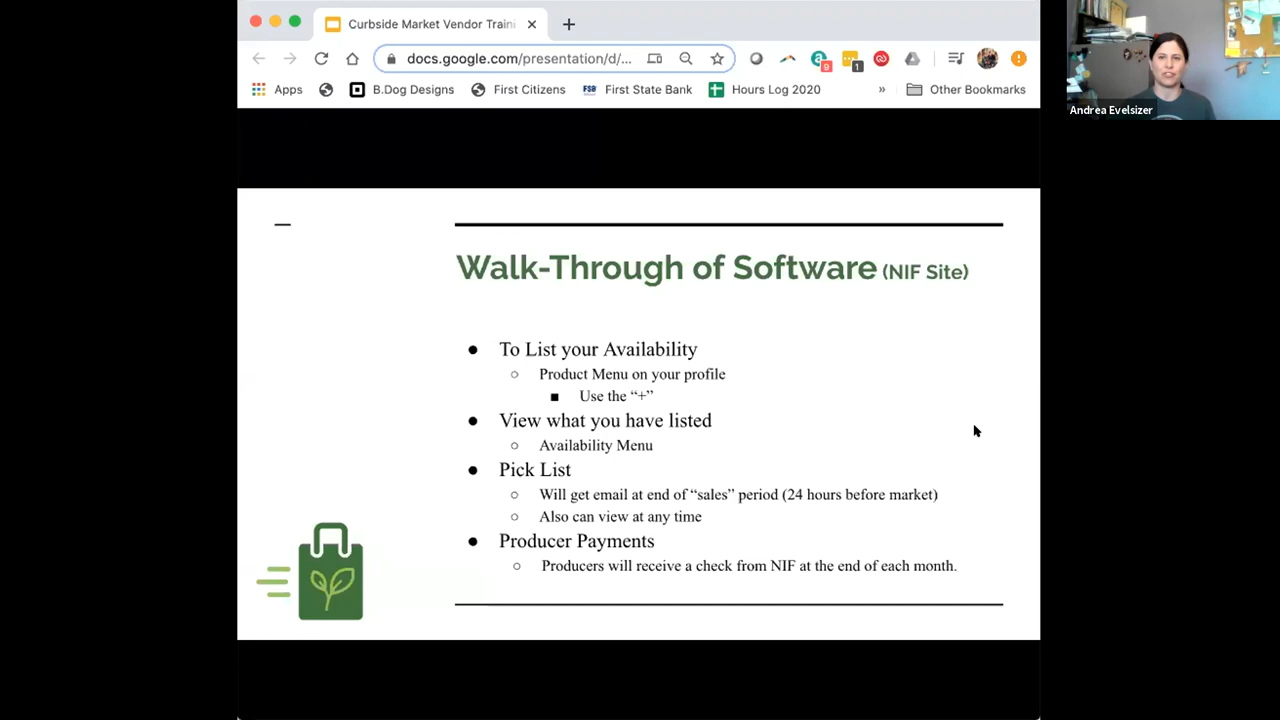 Curbside Market Vendor Traini
docs.google.com/presentation/d/...
9
1
Apps
B.Dog Designs
First Citizens
FSB
First State Bank
Hours Log 2020
»
Other Bookmarks
Andrea Evelsizer
Walk-Through of Software (NIF Site)
● To List your Availability
○ Product Menu on your profile
■ Use the “+”
● View what you have listed
○ Availability Menu
● Pick List
○ Will get email at end of “sales” period (24 hours before market)
○ Also can view at any time
● Producer Payments
○ Producers will receive a check from NIF at the end of each month.